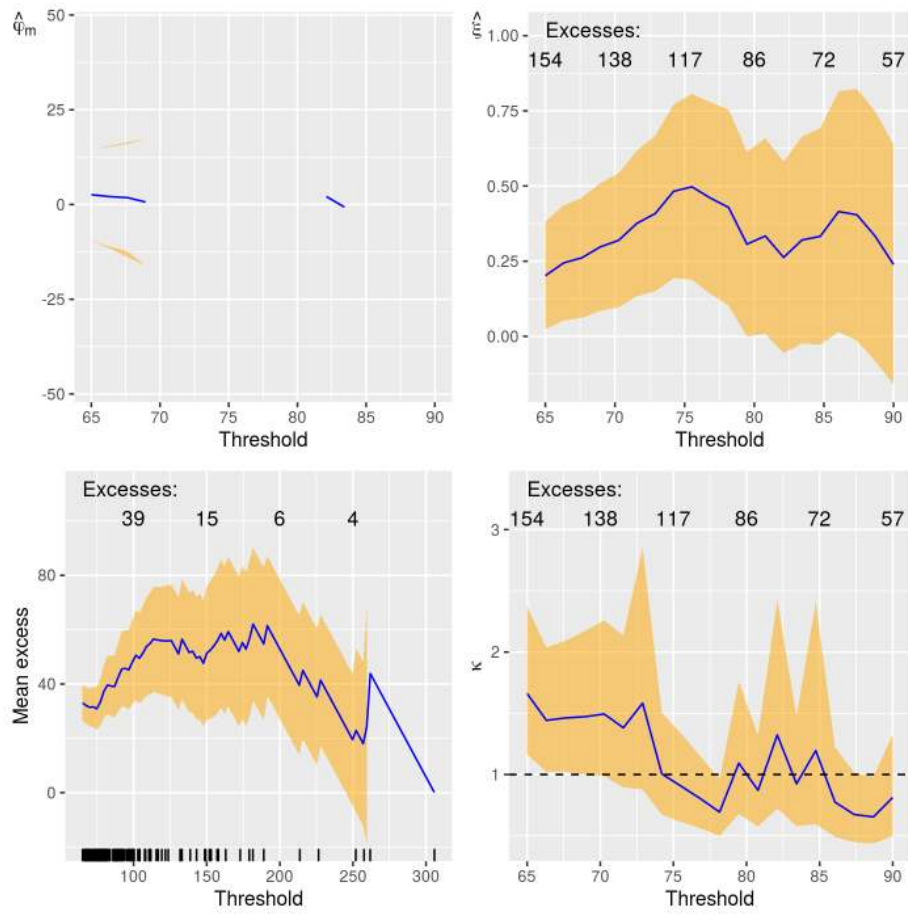 φ̂m
50
25
0
-25
-50
65 70 75 80 85 90
Threshold
ξ̂
Excesses:
154 138 117 86 72 57
1.00
0.75
0.50
0.25
0.00
65 70 75 80 85 90
Threshold
Mean excess
Excesses:
39 15 6 4
80
40
0
100 150 200 250 300
Threshold
κ
Excesses:
154 138 117 86 72 57
3
2
1
65 70 75 80 85 90
Threshold